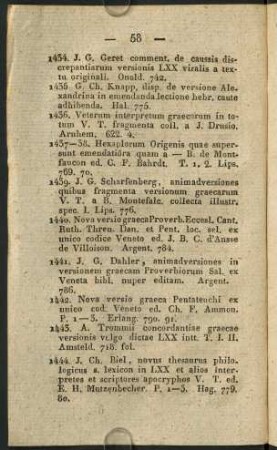 — 58 —
1434. J. G. Geret comment. de caussis dis-
crepantiarum versionis LXX viralis a tex-
tu originali. Onold. 742.
1435. G. Ch. Knapp, disp. de versione Ale-
xandrina in emendanda lectione hebr. caute
adhibenda. Hal. 775.
1436. Veterum interpretum graecorum in to-
tum V. T. fragmenta coll. a J. Drusio.
Arnhem, 622. 4.
1437—38. Hexaplorum Origenis quae super-
sunt emendatiora quam a — B. de Mont-
faucon ed. C. F. Bahrdt. T. 1. 2. Lips.
769. 70.
1439. J. G. Scharfenberg, animadversiones
quibus fragmenta versionum graecarum
V. T. a B. Montefalc. collecta illustr.
spec. I. Lips. 776.
1440. Nova versio graeca Proverb. Eccesl. Cant.
Ruth. Thren. Dan. et Pent. loc. sel. ex
unico codice Veneto ed. J. B. C. d'Ansse
de Villoison. Argent. 784.
1441. J. G. Dahler, animadversiones in
versionem graecam Proverbiorum Sal. ex
Veneta bibl. nuper editam. Argent.
786.
1442. Nova versio graeca Pentateuchi ex
unico cod. Veneto ed. Ch. F. Ammon.
P. 1—3. Erlang. 790. 91.
1443. A. Trommii concordantiae graecae
versionis vulgo dictae LXX intt. T. I. II.
Amsteld. 718. fol.
1444. J. Ch. Biel, novus thesaurus philo-
logicus s. lexicon in LXX et alios inter-
pretes et scriptores apocryphos V. T. ed.
E. H. Mutzenbecher. P. 1—3. Hag. 779.
80.